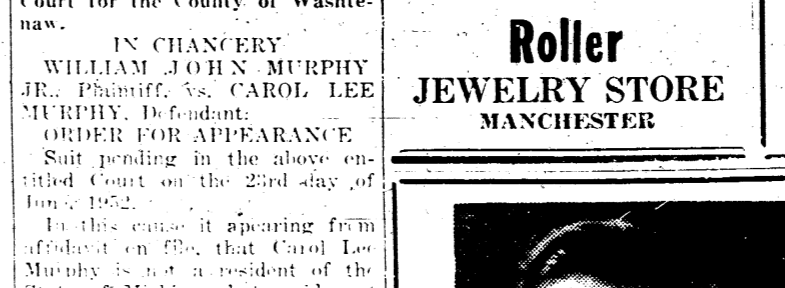 Court for the County of Washte-
naw.
IN CHANCERY
WILLIAM JOHN MURPHY
JR., Plaintiff, vs. CAROL LEE
MURPHY, Defendant:
ORDER FOR APPEARANCE
Suit pending in the above en-
titled Court on the 23rd day of
June 1952.
In this cause it apearing from
affidavit on file, that Carol Lee
Murphy is not a resident of the
Roller
JEWELRY STORE
MANCHESTER